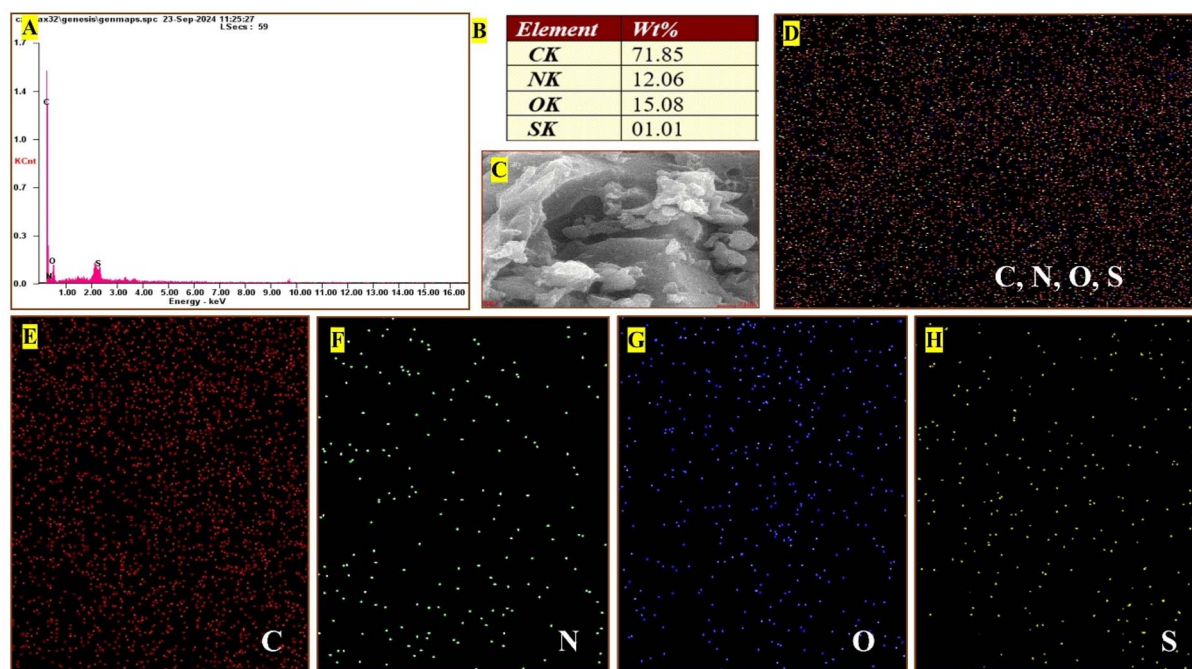 A
c:\edax32\genesis\genmaps.spc 23-Sep-2024 11:25:27
LSecs : 59
1.7
1.4
1.0
0.7
0.3
0.0
KCnt
C
O
N
S
1.00 2.00 3.00 4.00 5.00 6.00 7.00 8.00 9.00 10.00 11.00 12.00 13.00 14.00 15.00 16.00
Energy - keV
B
Element Wt%
CK 71.85
NK 12.06
OK 15.08
SK 01.01
C
D
C, N, O, S
E
C
F
N
G
O
H
S